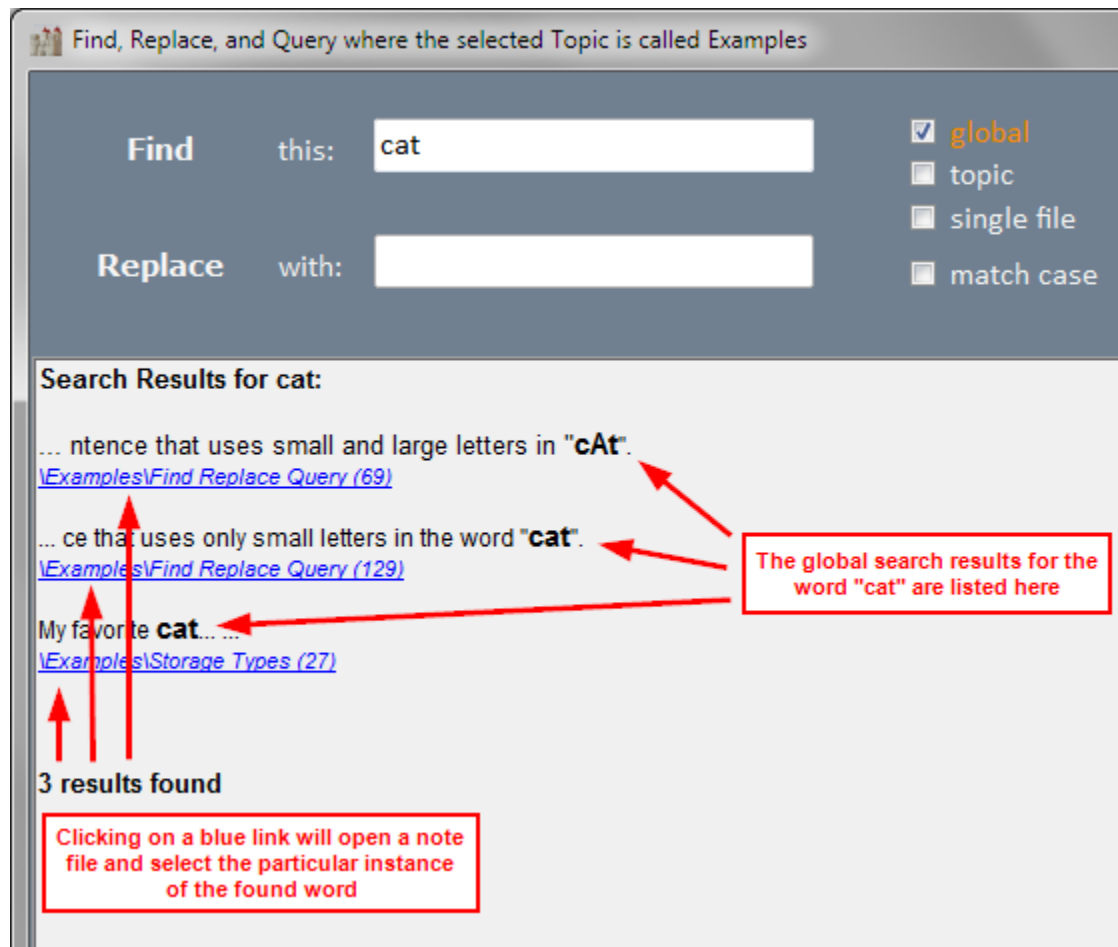 Find, Replace, and Query where the selected Topic is called Examples
Find this: cat
global
topic
single file
Replace with:
match case
Search Results for cat:
... ntence that uses small and large letters in "cAt".
\Examples\Find Replace Query (69)
... ce that uses only small letters in the word "cat".
\Examples\Find Replace Query (129)
The global search results for the
word "cat" are listed here
My favorite cat... ...
\Examples\Storage Types (27)
3 results found
Clicking on a blue link will open a note
file and select the particular instance
of the found word